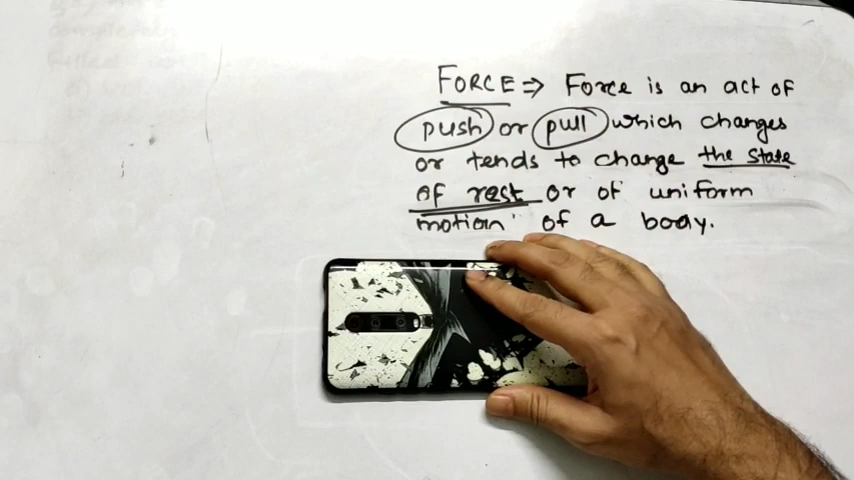 FORCE ⇒ Force is an act of
push or pull which changes
or tends to change the state
of rest or of uniform
motion of a body.